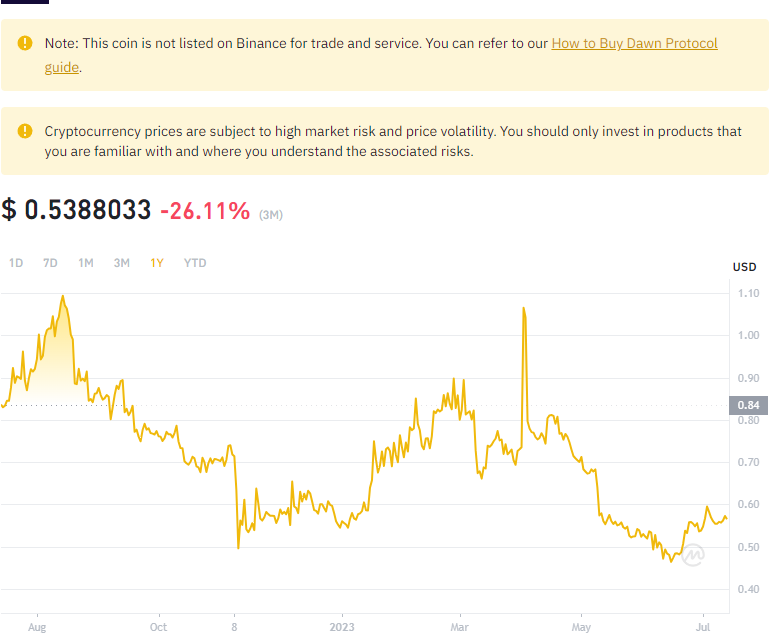 Note: This coin is not listed on Binance for trade and service. You can refer to our How to Buy Dawn Protocol
guide.
Cryptocurrency prices are subject to high market risk and price volatility. You should only invest in products that
you are familiar with and where you understand the associated risks.
$ 0.5388033 -26.11% (3M)
1D 7D 1M 3M 1Y YTD
USD
1.10
1.00
0.90
0.84
0.80
0.70
0.60
0.50
0.40
Aug Oct 8 2023 Mar May Jul